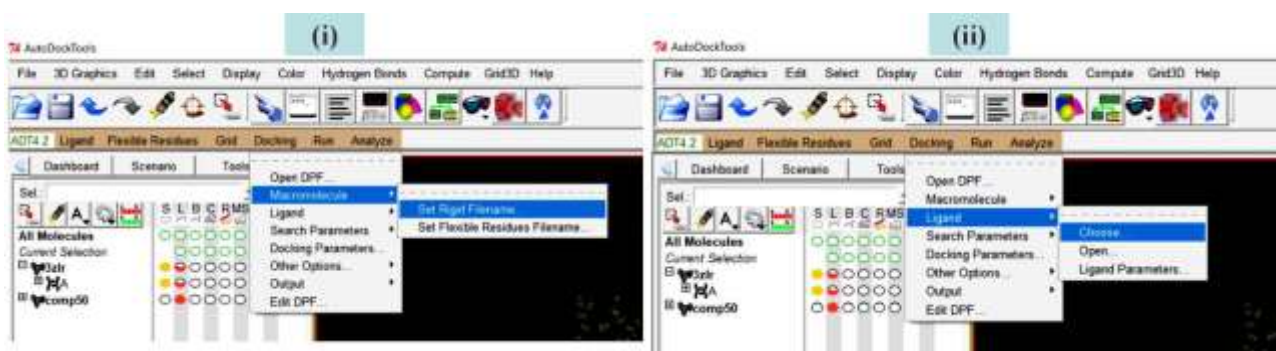 (i)
AutoDockTools
File 3D Graphics Edit Select Display Color Hydrogen Bonds Compute Grid3D Help
ADT4.2 Ligand Flexible Residues Grid Docking Run Analyze
Dashboard Scenario Tools
Open DPF...
Macromolecule
Set Rigid Filename...
Ligand
Set Flexible Residues Filename...
Search Parameters
Docking Parameters...
Other Options...
Output
Edit DPF...
Sel.:
S L B C R MS
All Molecules
Current Selection
3zlr
A
comp50
(ii)
AutoDockTools
File 3D Graphics Edit Select Display Color Hydrogen Bonds Compute Grid3D Help
ADT4.2 Ligand Flexible Residues Grid Docking Run Analyze
Dashboard Scenario Tools
Open DPF...
Macromolecule
Ligand
Choose...
Search Parameters
Open...
Docking Parameters...
Ligand Parameters...
Other Options...
Output
Edit DPF...
Sel.:
S L B C R MS
All Molecules
Current Selection
3zlr
A
comp50